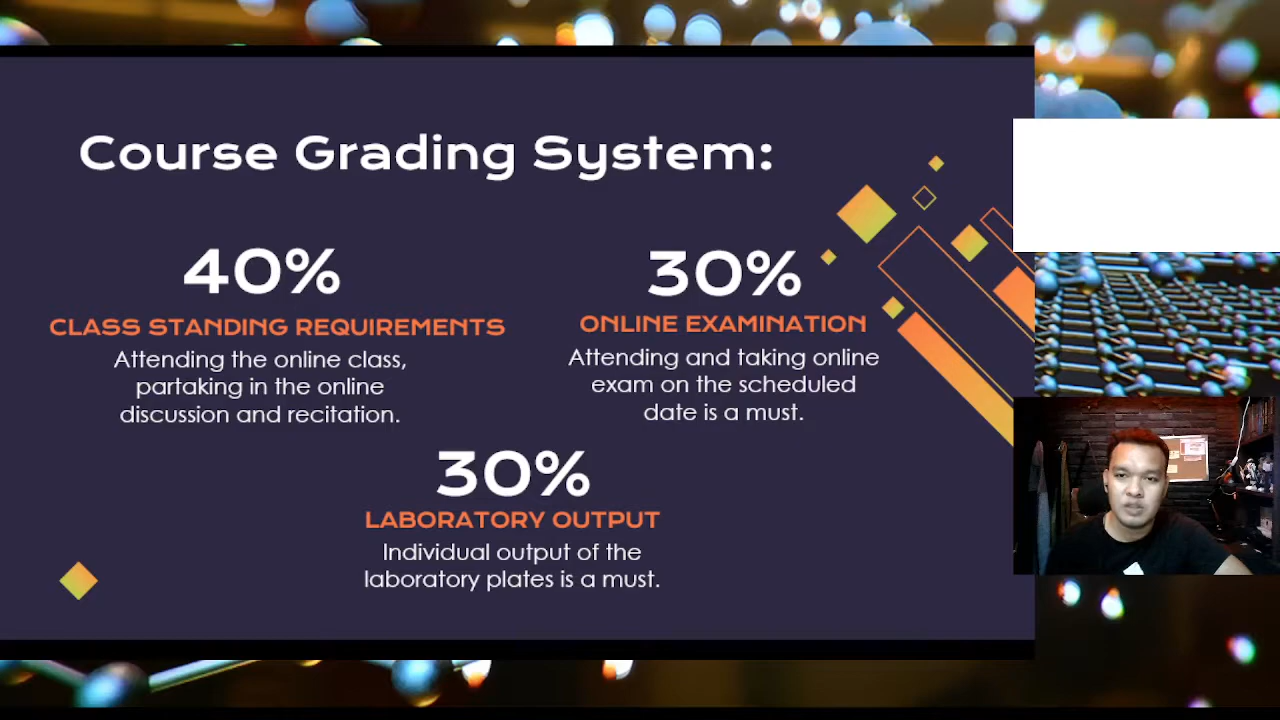 Course Grading System:
40%
CLASS STANDING REQUIREMENTS
Attending the online class,
partaking in the online
discussion and recitation.
30%
ONLINE EXAMINATION
Attending and taking online
exam on the scheduled
date is a must.
30%
LABORATORY OUTPUT
Individual output of the
laboratory plates is a must.